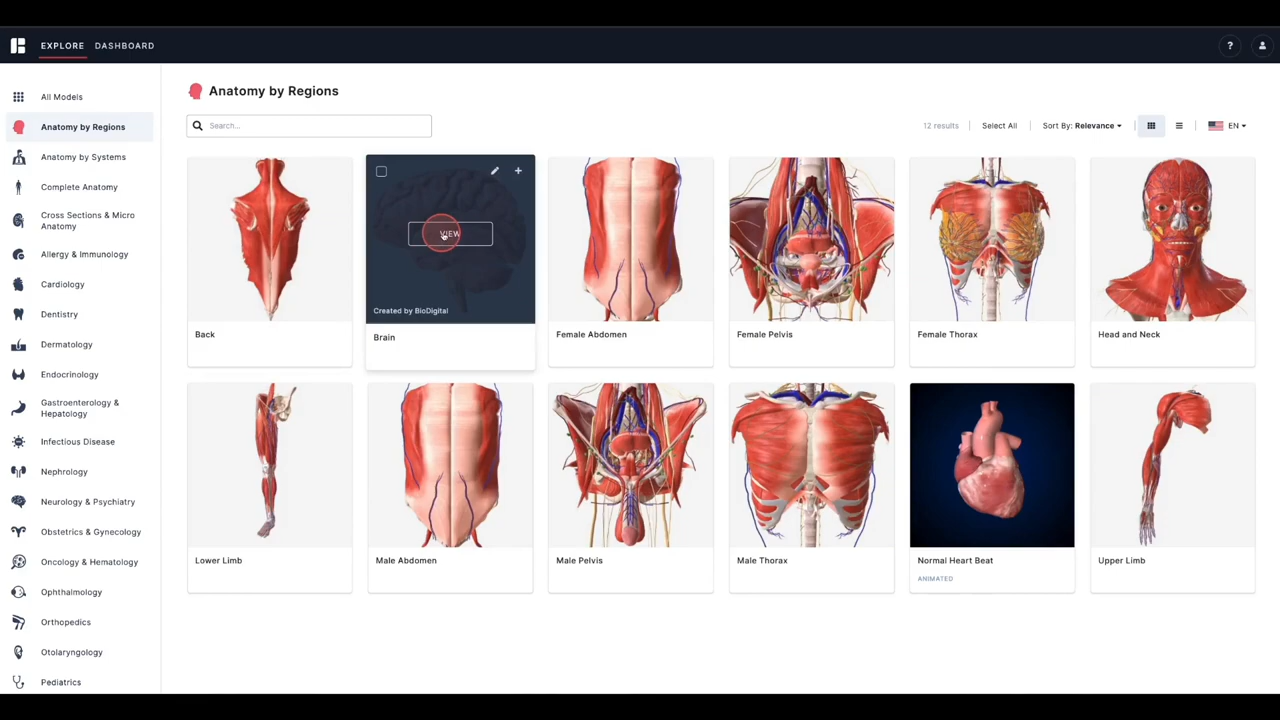 EXPLORE DASHBOARD
?
All Models
Anatomy by Regions
Anatomy by Systems
Complete Anatomy
Cross Sections & Micro
Anatomy
Allergy & Immunology
Cardiology
Dentistry
Dermatology
Endocrinology
Gastroenterology &
Hepatology
Infectious Disease
Nephrology
Neurology & Psychiatry
Obstetrics & Gynecology
Oncology & Hematology
Ophthalmology
Orthopedics
Otolaryngology
Pediatrics
Anatomy by Regions
Search...
12 results Select All Sort By: Relevance EN
VIEW
Created by BioDigital
Back
Brain
Female Abdomen
Female Pelvis
Female Thorax
Head and Neck
Lower Limb
Male Abdomen
Male Pelvis
Male Thorax
Normal Heart Beat
ANIMATED
Upper Limb